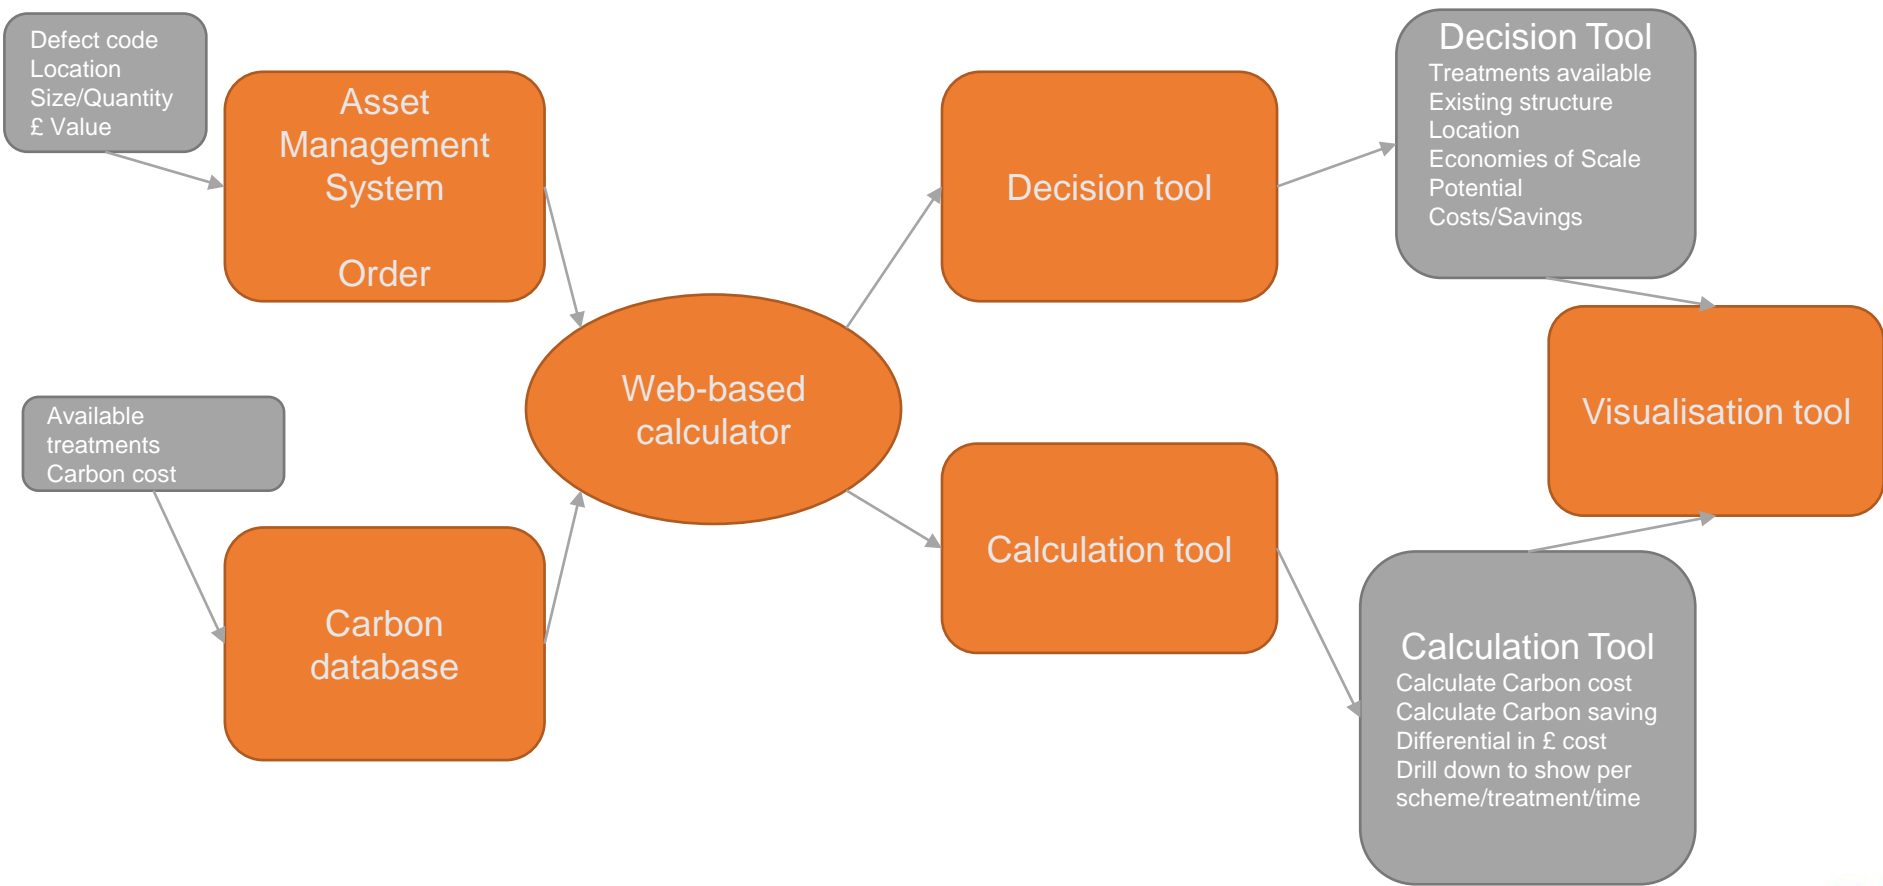 Defect code
Location
Size/Quantity
£ Value
Asset
Management
System
Order
Available
treatments
Carbon cost
Carbon
database
Web-based
calculator
Decision tool
Calculation tool
Decision Tool
Treatments available
Existing structure
Location
Economies of Scale
Potential
Costs/Savings
Visualisation tool
Calculation Tool
Calculate Carbon cost
Calculate Carbon saving
Differential in £ cost
Drill down to show per
scheme/treatment/time